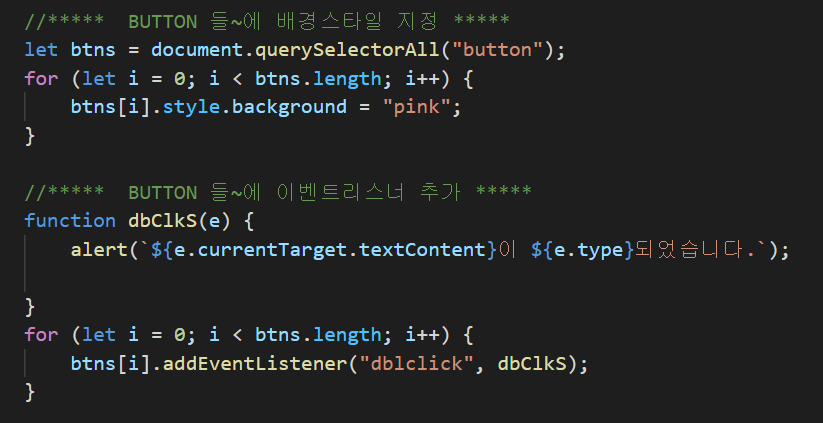 //*****  BUTTON 들~에 배경스타일 지정 *****
let btns = document.querySelectorAll("button");
for (let i = 0; i < btns.length; i++) {
    btns[i].style.background = "pink";
}
//*****  BUTTON 들~에 이벤트리스너 추가 *****
function dbClkS(e) {
    alert(`${e.currentTarget.textContent}이 ${e.type}되었습니다.`);
}
for (let i = 0; i < btns.length; i++) {
    btns[i].addEventListener("dblclick", dbClkS);
}